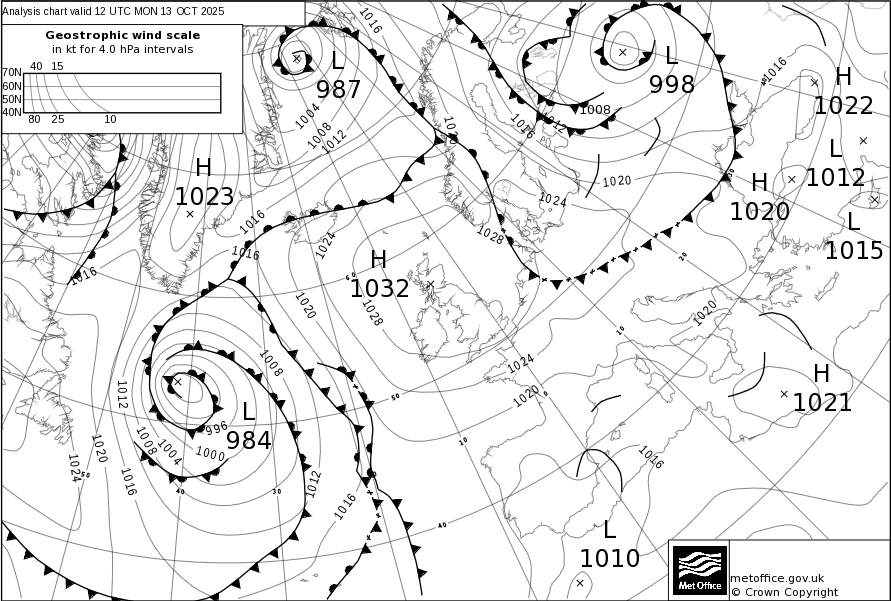 Analysis chart valid 12 UTC MON 13 OCT 2025
Geostrophic wind scale
in kt for 4.0 hPa intervals
40 15
70N
60N
50N
40N
80 25 10
1016
L
987
1004
1008
1012
L
998
1008
1012
1016
1016
H
1022
L
1012
H
1020
L
1015
H
1023
1016
1016
1016
1024
1020
1024
1028
H
1032
1020
1028
1020
1024
1020
H
1021
1008
1012
L
984
996
1000
1004
1008
1012
1016
1020
1024
1016
1016
L
1010
60
50
40
30
20
10
0
10
40
50
Met Office
metoffice.gov.uk
© Crown Copyright